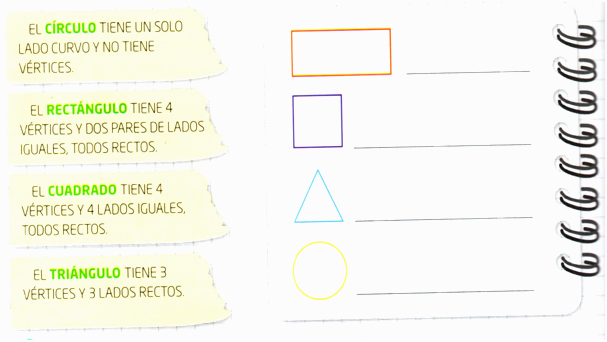 EL CÍRCULO TIENE UN SOLO
LADO CURVO Y NO TIENE
VÉRTICES.
EL RECTÁNGULO TIENE 4
VÉRTICES Y DOS PARES DE LADOS
IGUALES, TODOS RECTOS.
EL CUADRADO TIENE 4
VÉRTICES Y 4 LADOS IGUALES,
TODOS RECTOS.
EL TRIÁNGULO TIENE 3
VÉRTICES Y 3 LADOS RECTOS.